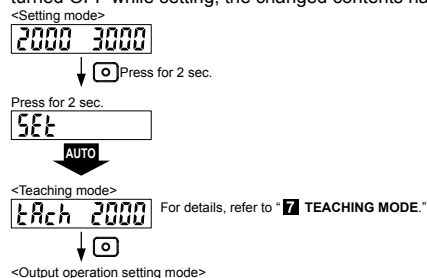 turned OFF while setting, the changed contents ha
<Setting mode>
2000 3000
Press for 2 sec.
Press for 2 sec.
SEt
AUTO
<Teaching mode>
tEAch 2000 For details, refer to “ 7 TEACHING MODE.”
<Output operation setting mode>